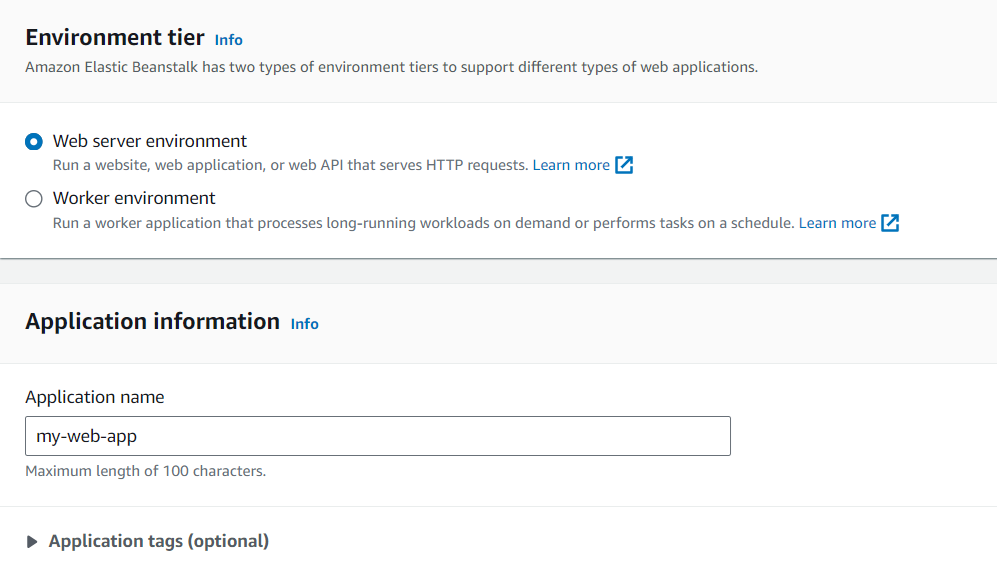 Environment tier Info
Amazon Elastic Beanstalk has two types of environment tiers to support different types of web applications.
Web server environment
Run a website, web application, or web API that serves HTTP requests. Learn more
Worker environment
Run a worker application that processes long-running workloads on demand or performs tasks on a schedule. Learn more
Application information Info
Application name
my-web-app
Maximum length of 100 characters.
Application tags (optional)